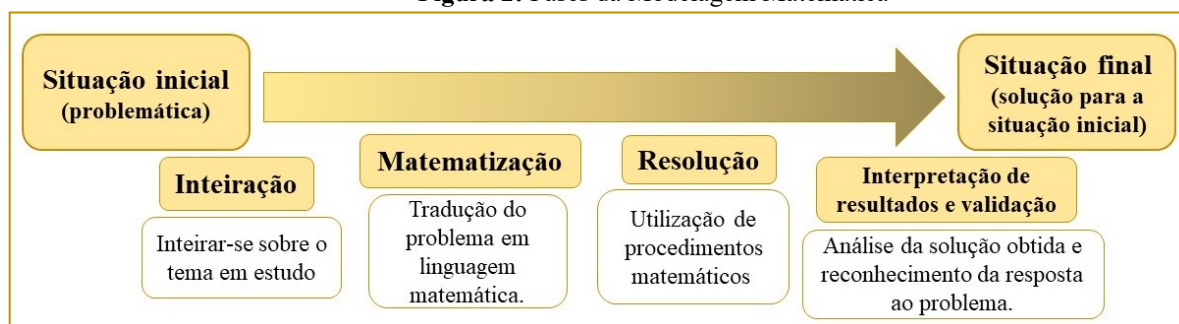 Situação inicial
(problemática)
Situação final
(solução para a
situação inicial)
Inteiração
Inteirar-se sobre o
tema em estudo
Matematização
Tradução do
problema em
linguagem
matemática.
Resolução
Utilização de
procedimentos
matemáticos
Interpretação de
resultados e validação
Análise da solução obtida e
reconhecimento da resposta
ao problema.